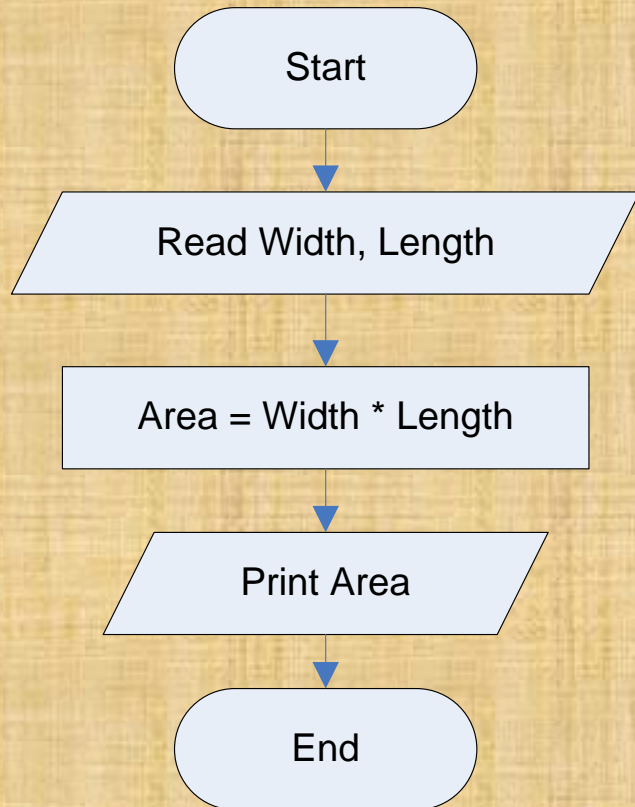 Start
Read Width, Length
Area = Width * Length
Print Area
End